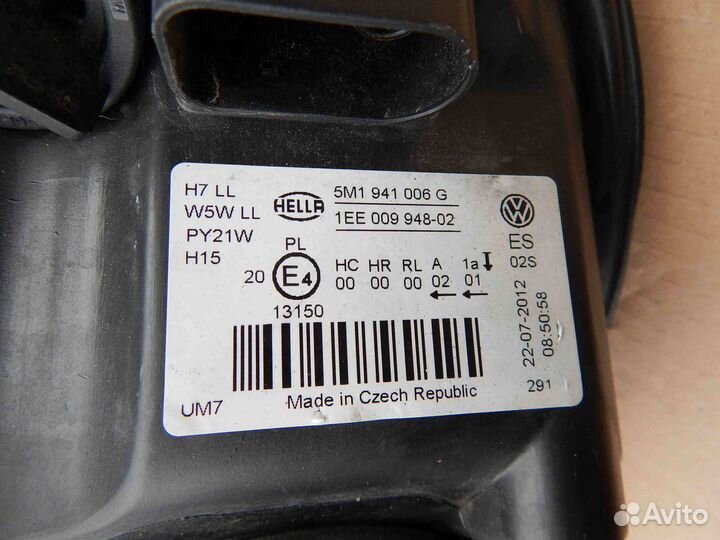 H7 LL
W5W LL
PY21W
H15
HELLA
5M1 941 006 G
1EE 009 948-02
ES
02S
PL
20 E4
13150
HC HR RL A 1a
00 00 00 02 01
22-07-2012
08:50:58
291
UM7
Made in Czech Republic
Avito